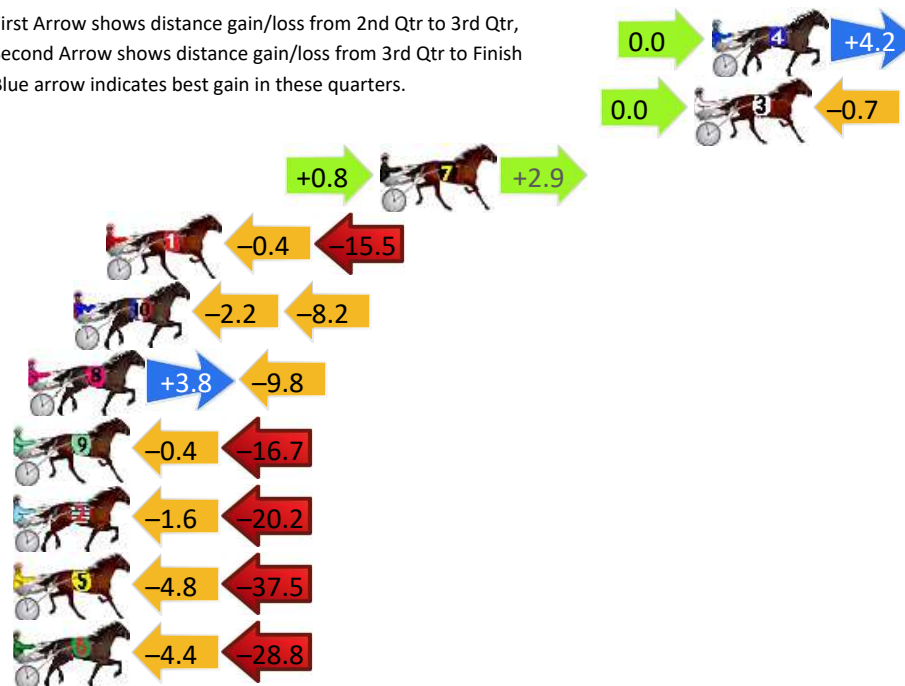 First Arrow shows distance gain/loss from 2nd Qtr to 3rd Qtr,
Second Arrow shows distance gain/loss from 3rd Qtr to Finish
Blue arrow indicates best gain in these quarters.
0.0 4 +4.2
0.0 3 –0.7
+0.8 7 +2.9
1 –0.4 –15.5
10 –2.2 –8.2
8 +3.8 –9.8
9 –0.4 –16.7
2 –1.6 –20.2
5 –4.8 –37.5
6 –4.4 –28.8